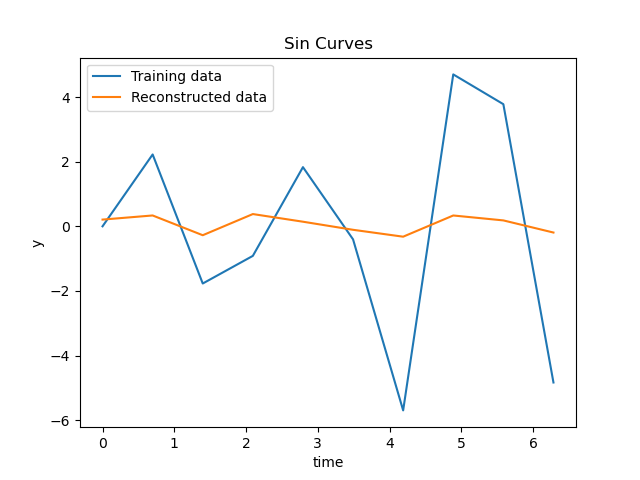 Sin Curves
Training data
Reconstructed data
4
2
0
−2
−4
−6
y
0 1 2 3 4 5 6
time